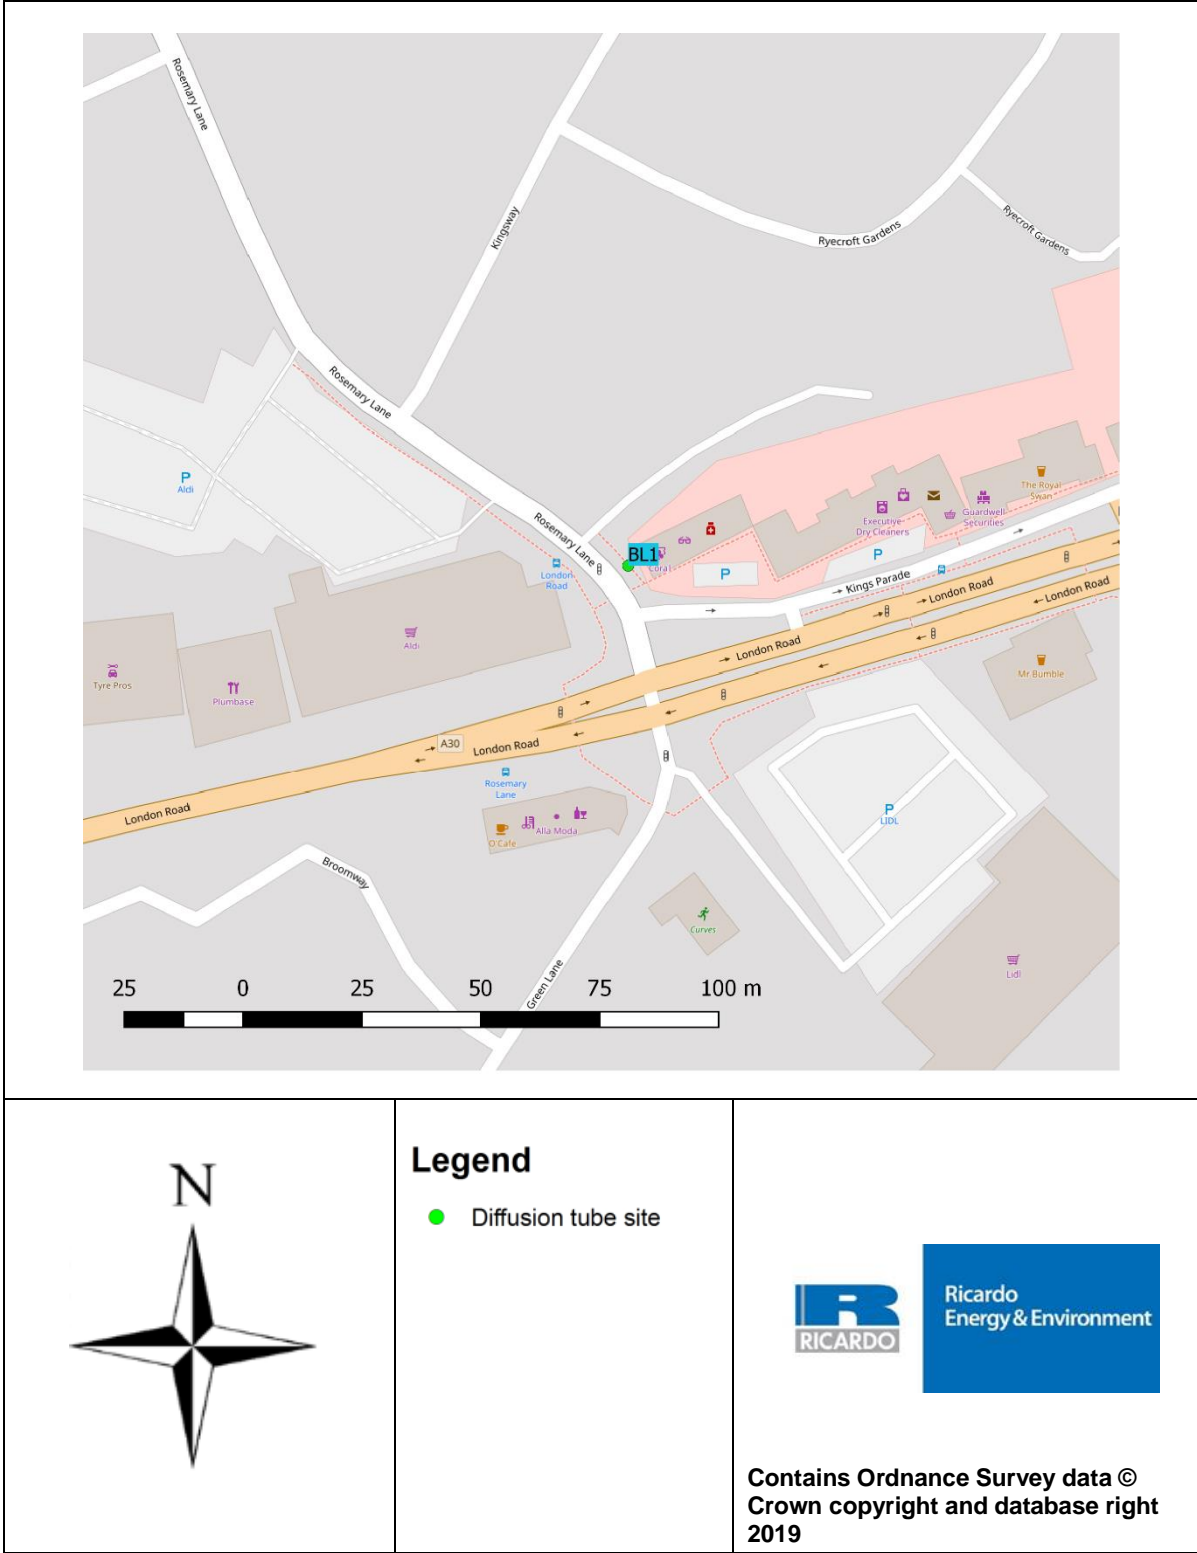 Rosemary Lane
Kingsway
Ryecroft Gardens
Ryecroft Gardens
Rosemary Lane
P
Aldi
The Royal
Swan
Guardwell
Securities
Executive
Dry Cleaners
Rosemary Lane
BL1
Coral
P
P
London
Road
Kings Parade
London Road
London Road
Aldi
London Road
Tyre Pros
Plumbase
Mr Bumble
A30
London Road
Rosemary
Lane
London Road
P
LIDL
O Cafe
Alla Moda
Broomway
Curves
Green Lane
Lidl
25 0 25 50 75 100 m
N
Legend
Diffusion tube site
R
RICARDO
Ricardo
Energy & Environment
Contains Ordnance Survey data ©
Crown copyright and database right
2019